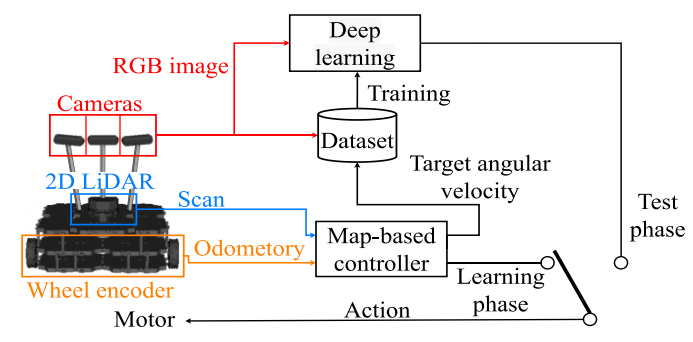 Deep
learning
RGB image
Training
Cameras
Dataset
Target angular
velocity
2D LiDAR
Scan
Test
phase
Map-based
controller
Odometory
Learning
phase
Wheel encoder
Action
Motor